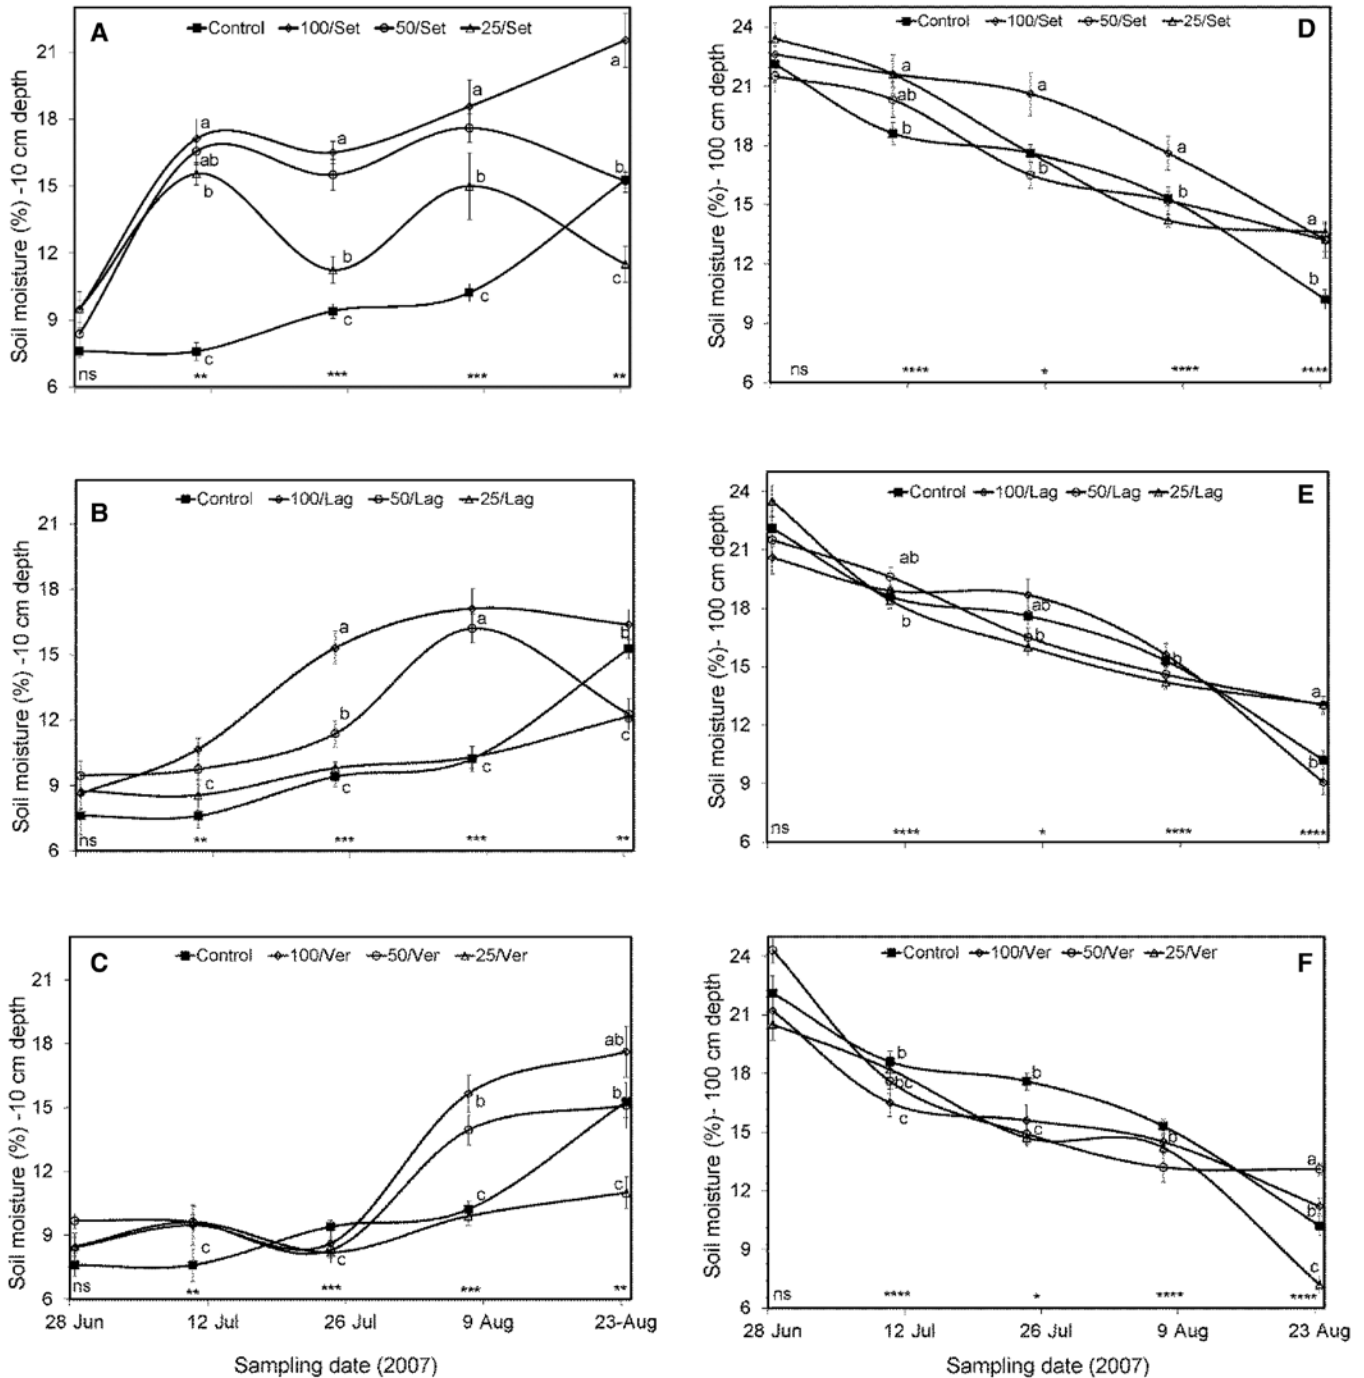 A
Control 100/Set 50/Set 25/Set
Soil moisture (%) -10 cm depth
21
18
15
12
9
6
a
ab
b
c
a
b
c
a
b
c
a
b
c
ns ** *** *** **
D
Control 100/Set 50/Set 25/Set
Soil moisture (%)- 100 cm depth
24
21
18
15
12
9
6
a
ab
b
a
b
a
b
a
b
ns **** * **** ****
B
Control 100/Lag 50/Lag 25/Lag
Soil moisture (%) -10 cm depth
21
18
15
12
9
6
c
a
b
c
a
c
b
c
ns ** *** *** **
E
Control 100/Lag 50/Lag 25/Lag
Soil moisture (%)- 100 cm depth
24
21
18
15
12
9
6
ab
b
ab
b
b
a
b
ns **** * **** ****
C
Control 100/Ver 50/Ver 25/Ver
Soil moisture (%) -10 cm depth
21
18
15
12
9
6
c
c
b
c
ab
b
c
ns ** *** *** **
28 Jun 12 Jul 26 Jul 9 Aug 23-Aug
Sampling date (2007)
F
Control 100/Ver 50/Ver 25/Ver
Soil moisture (%)- 100 cm depth
24
21
18
15
12
9
6
b
bc
c
b
c
b
a
b
c
ns **** * **** ****
28 Jun 12 Jul 26 Jul 9 Aug 23 Aug
Sampling date (2007)